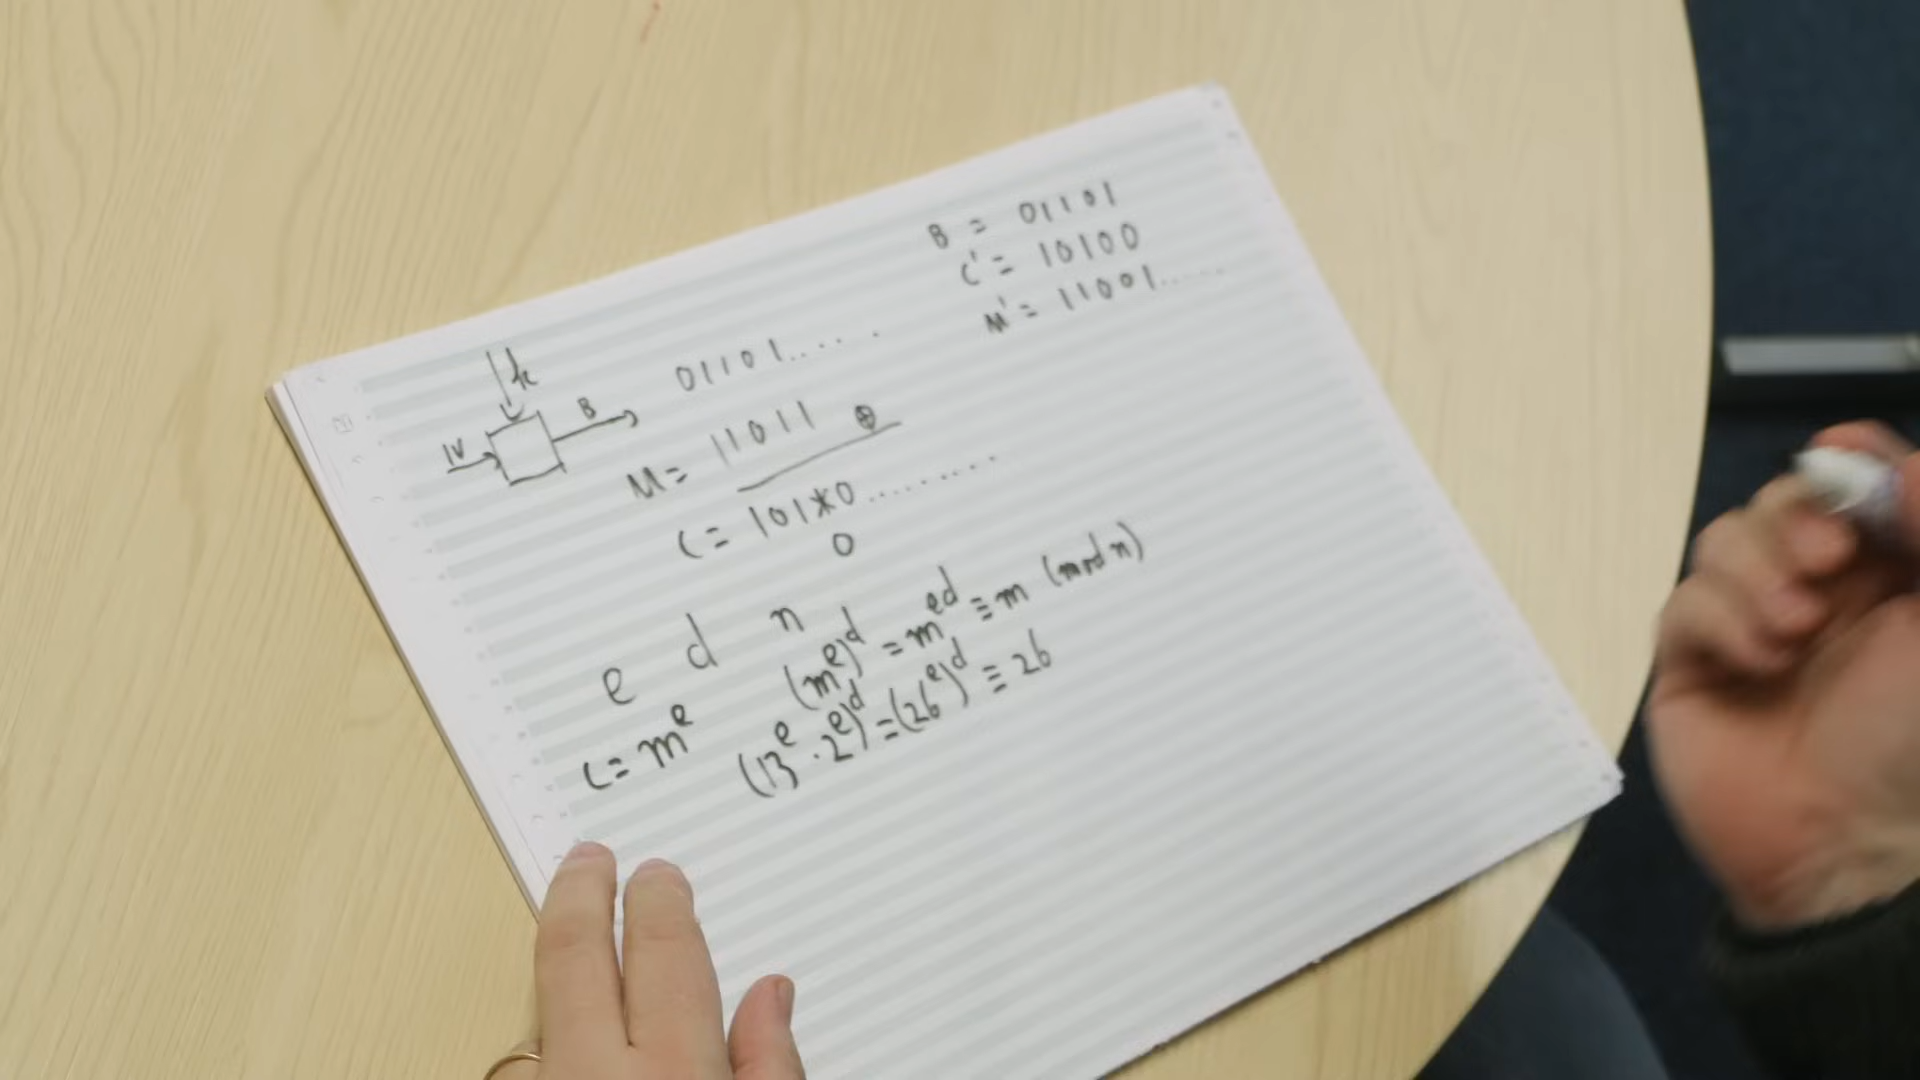 B = 01101
C' = 10100
M' = 11001.....
k
IV
B
01101.....
M = 11011 ⊕
C = 101*0.........
0
e d n
(m^e)^d = m^ed ≡ m (mod n)
C = m^e
(13^e · 2^e)^d = (26^e)^d ≡ 26